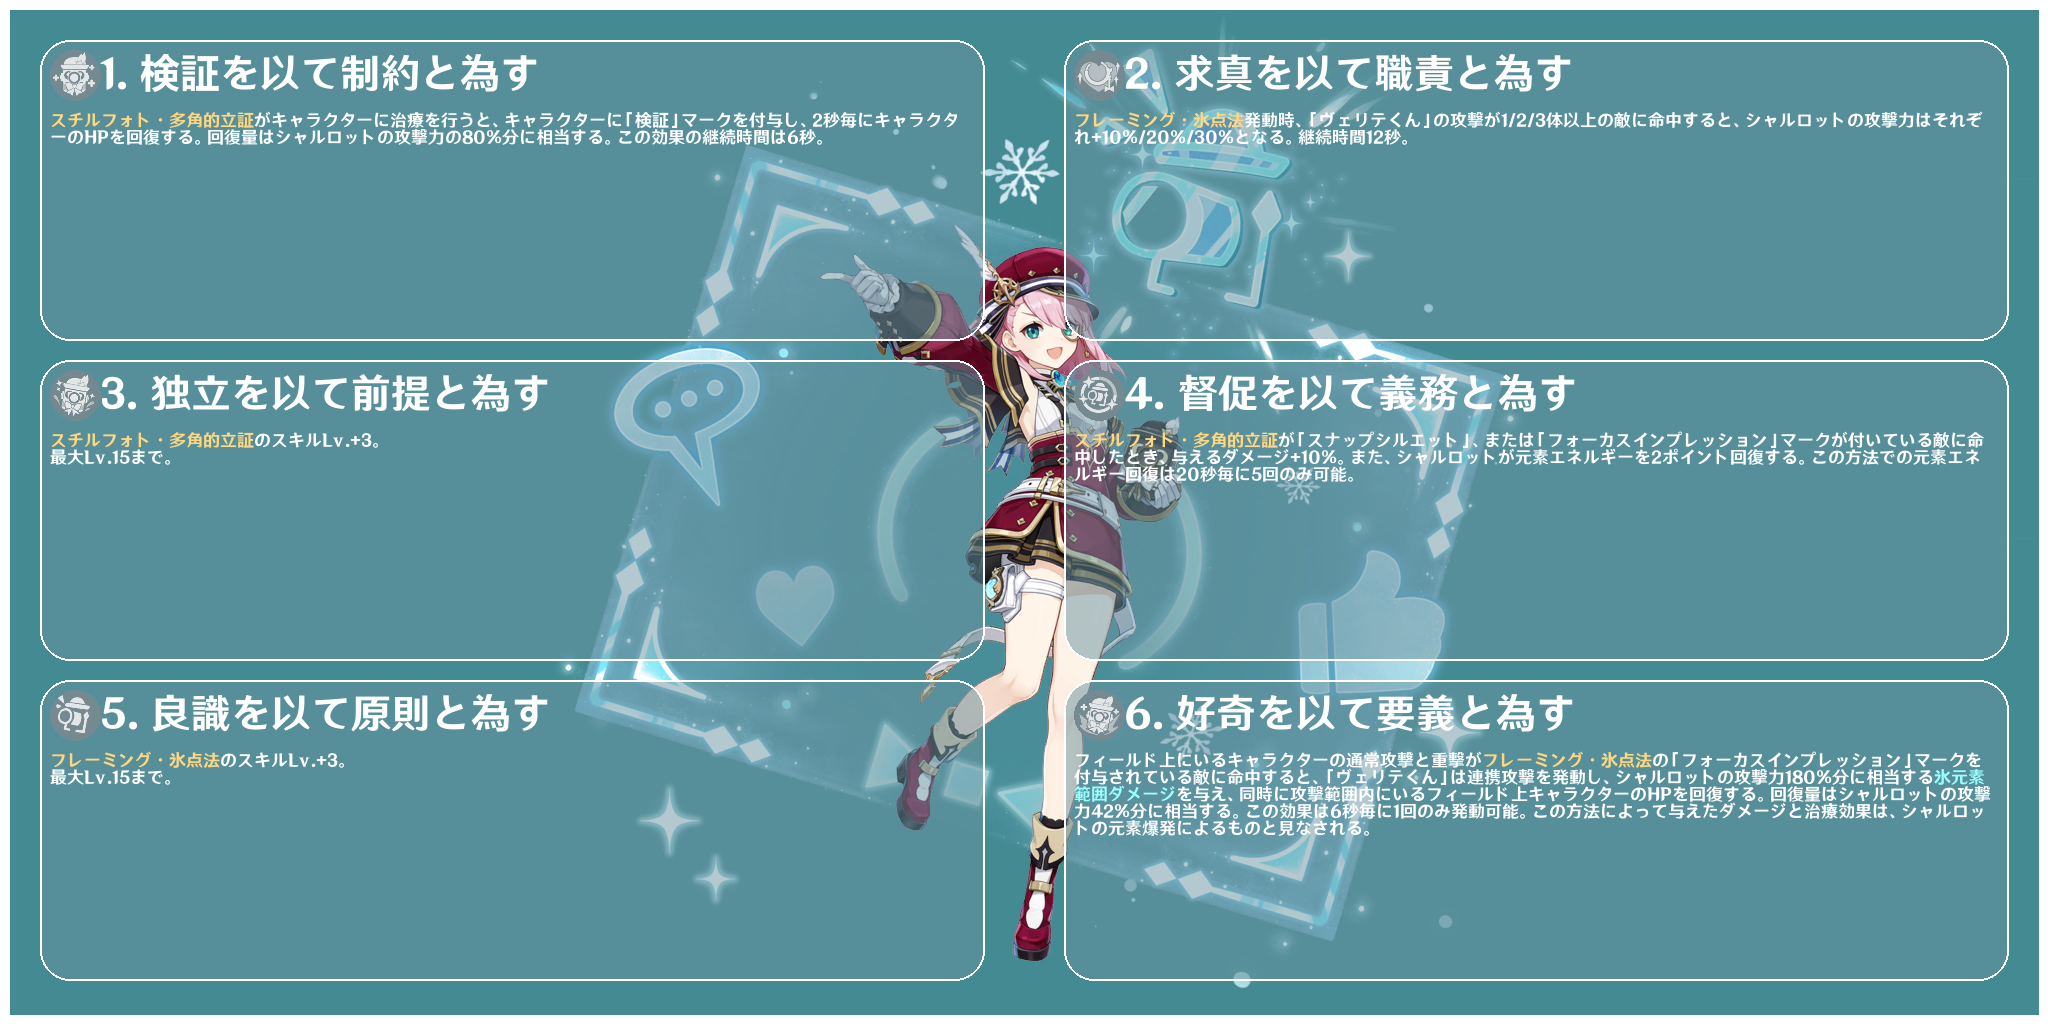 1. 検証を以て制約と為す
スチルフォト・多角的立証がキャラクターに治療を行うと、キャラクターに「検証」マークを付与し、2秒毎にキャラクタ
ーのHPを回復する。回復量はシャルロットの攻撃力の80%分に相当する。この効果の継続時間は6秒。
2. 求真を以て職責と為す
フレーミング・氷点法発動時、「ヴェリテくん」の攻撃が1/2/3体以上の敵に命中すると、シャルロットの攻撃力はそれぞ
れ+10%/20%/30%となる。継続時間12秒。
3. 独立を以て前提と為す
スチルフォト・多角的立証のスキルLv.+3。
最大Lv.15まで。
4. 督促を以て義務と為す
スチルフォト・多角的立証が「スナップシルエット」、または「フォーカスインプレッション」マークが付いている敵に命
中したとき、与えるダメージ+10%。また、シャルロットが元素エネルギーを2ポイント回復する。この方法での元素エネ
ルギー回復は20秒毎に5回のみ可能。
5. 良識を以て原則と為す
フレーミング・氷点法のスキルLv.+3。
最大Lv.15まで。
6. 好奇を以て要義と為す
フィールド上にいるキャラクターの通常攻撃と重撃がフレーミング・氷点法の「フォーカスインプレッション」マークを
付与されている敵に命中すると、「ヴェリテくん」は連携攻撃を発動し、シャルロットの攻撃力180%分に相当する氷元素
範囲ダメージを与え、同時に攻撃範囲内にいるフィールド上キャラクターのHPを回復する。回復量はシャルロットの攻撃
力42%分に相当する。この効果は6秒毎に1回のみ発動可能。この方法によって与えたダメージと治療効果は、シャルロッ
トの元素爆発によるものと見なされる。